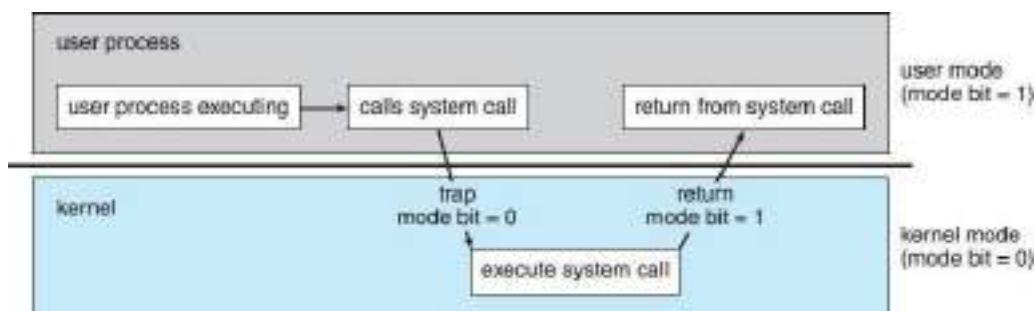 user process
user process executing
calls system call
return from system call
user mode
(mode bit = 1)
kernel
trap
mode bit = 0
return
mode bit = 1
execute system call
kernel mode
(mode bit = 0)